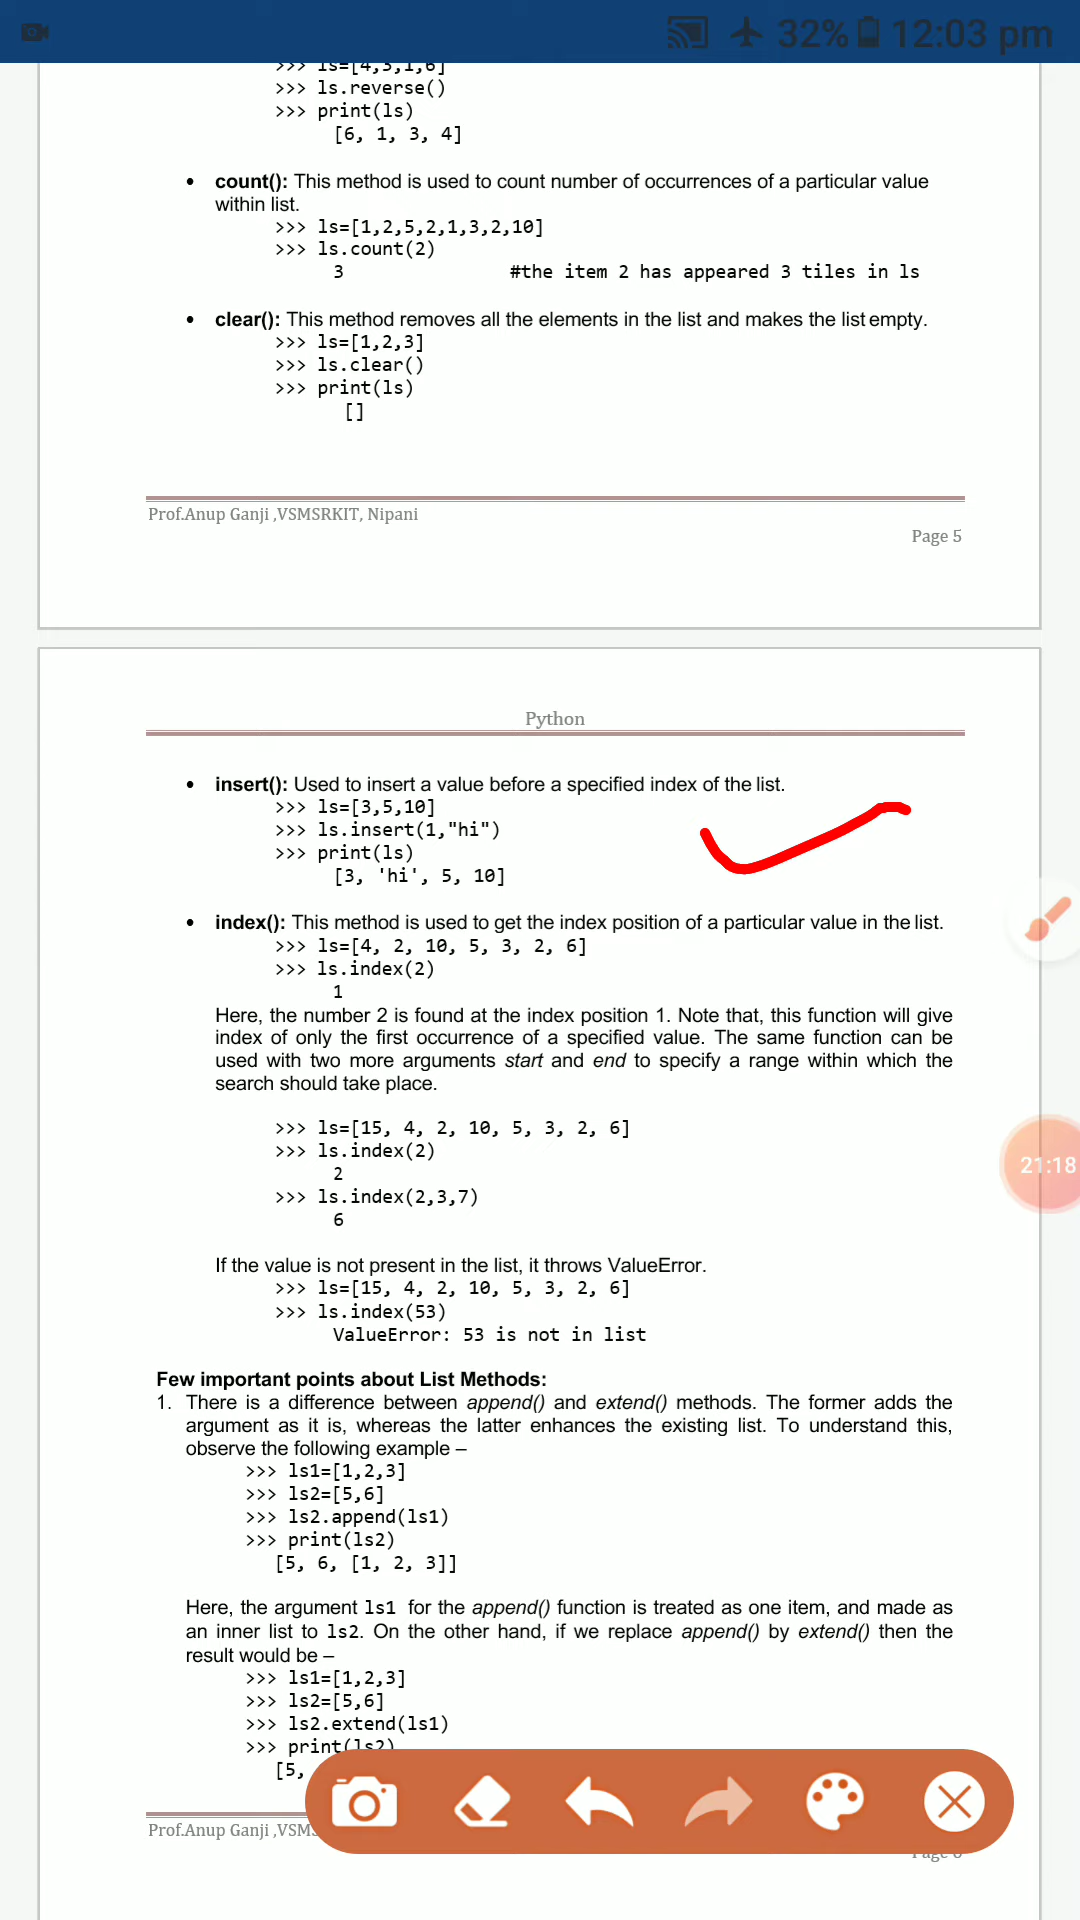 32% 12:03 pm
>>> ls=[4,3,1,6]
>>> ls.reverse()
>>> print(ls)
[6, 1, 3, 4]
• count(): This method is used to count number of occurrences of a particular value
within list.
>>> ls=[1,2,5,2,1,3,2,10]
>>> ls.count(2)
3 #the item 2 has appeared 3 tiles in ls
• clear(): This method removes all the elements in the list and makes the list empty.
>>> ls=[1,2,3]
>>> ls.clear()
>>> print(ls)
[]
Prof.Anup Ganji ,VSMSRKIT, Nipani
Page 5
Python
• insert(): Used to insert a value before a specified index of the list.
>>> ls=[3,5,10]
>>> ls.insert(1,"hi")
>>> print(ls)
[3, 'hi', 5, 10]
• index(): This method is used to get the index position of a particular value in the list.
>>> ls=[4, 2, 10, 5, 3, 2, 6]
>>> ls.index(2)
1
Here, the number 2 is found at the index position 1. Note that, this function will give
index of only the first occurrence of a specified value. The same function can be
used with two more arguments start and end to specify a range within which the
search should take place.
>>> ls=[15, 4, 2, 10, 5, 3, 2, 6]
>>> ls.index(2)
2
21:18
>>> ls.index(2,3,7)
6
If the value is not present in the list, it throws ValueError.
>>> ls=[15, 4, 2, 10, 5, 3, 2, 6]
>>> ls.index(53)
ValueError: 53 is not in list
Few important points about List Methods:
1. There is a difference between append() and extend() methods. The former adds the
argument as it is, whereas the latter enhances the existing list. To understand this,
observe the following example –
>>> ls1=[1,2,3]
>>> ls2=[5,6]
>>> ls2.append(ls1)
>>> print(ls2)
[5, 6, [1, 2, 3]]
Here, the argument ls1 for the append() function is treated as one item, and made as
an inner list to ls2. On the other hand, if we replace append() by extend() then the
result would be –
>>> ls1=[1,2,3]
>>> ls2=[5,6]
>>> ls2.extend(ls1)
>>> print(ls2)
[5,
Prof.Anup Ganji ,VSMS
Page 6